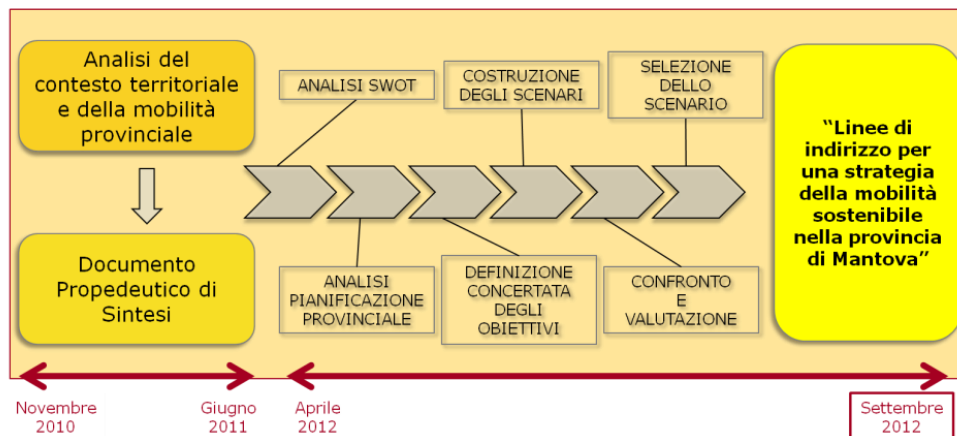 Analisi del
contesto territoriale
e della mobilità
provinciale
Documento
Propedeutico di
Sintesi
ANALISI SWOT
COSTRUZIONE
DEGLI SCENARI
SELEZIONE
DELLO
SCENARIO
ANALISI
PIANIFICAZIONE
PROVINCIALE
DEFINIZIONE
CONCERTATA
DEGLI
OBIETTIVI
CONFRONTO
E
VALUTAZIONE
“Linee di
indirizzo per
una strategia
della mobilità
sostenibile
nella provincia
di Mantova”
Novembre
2010
Giugno
2011
Aprile
2012
Settembre
2012